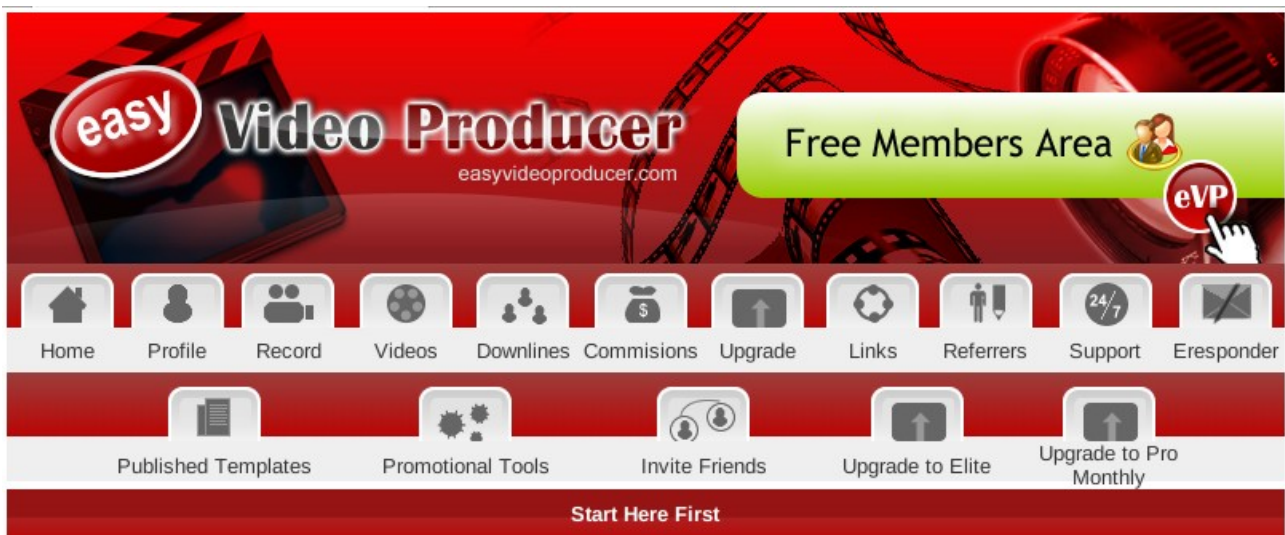 easy Video Producer
easyvideoproducer.com
Free Members Area
eVP
$
24/7
Home Profile Record Videos Downlines Commisions Upgrade Links Referrers Support Eresponder
Published Templates Promotional Tools Invite Friends Upgrade to Elite Upgrade to Pro
Monthly
Start Here First